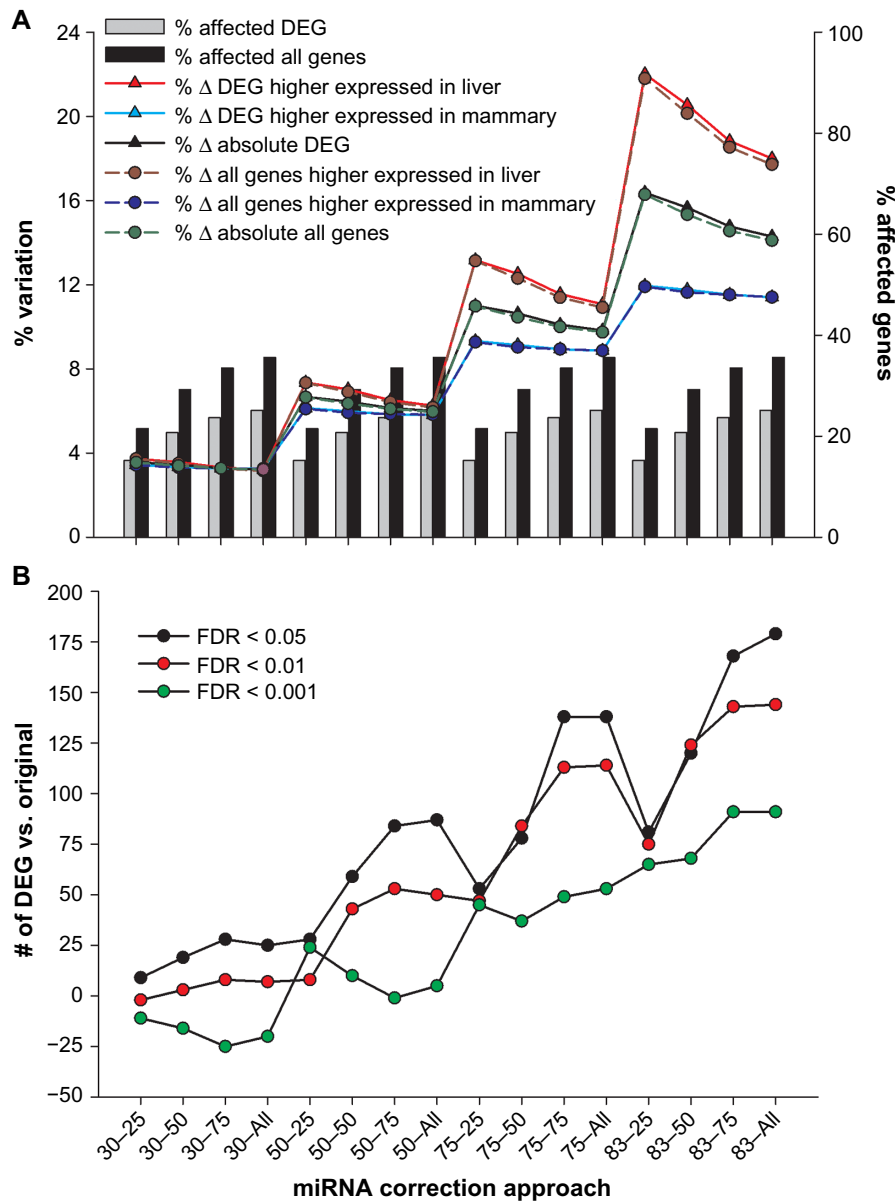 A
% affected DEG
% affected all genes
% Δ DEG higher expressed in liver
% Δ DEG higher expressed in mammary
% Δ absolute DEG
% Δ all genes higher expressed in liver
% Δ all genes higher expressed in mammary
% Δ absolute all genes
24
20
16
12
8
4
0
% variation
100
80
60
40
20
0
% affected genes
B
FDR < 0.05
FDR < 0.01
FDR < 0.001
200
175
150
125
100
75
50
25
0
−25
−50
# of DEG vs. original
30–25
30–50
30–75
30–All
50–25
50–50
50–75
50–All
75–25
75–50
75–75
75–All
83–25
83–50
83–75
83–All
miRNA correction approach